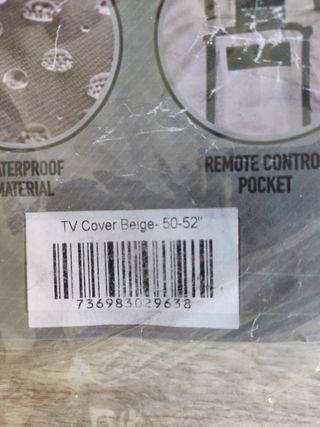 ATERPROOF
MATERIAL
REMOTE CONTRO
POCKET
TV Cover Beige- 50-52"
736983029638